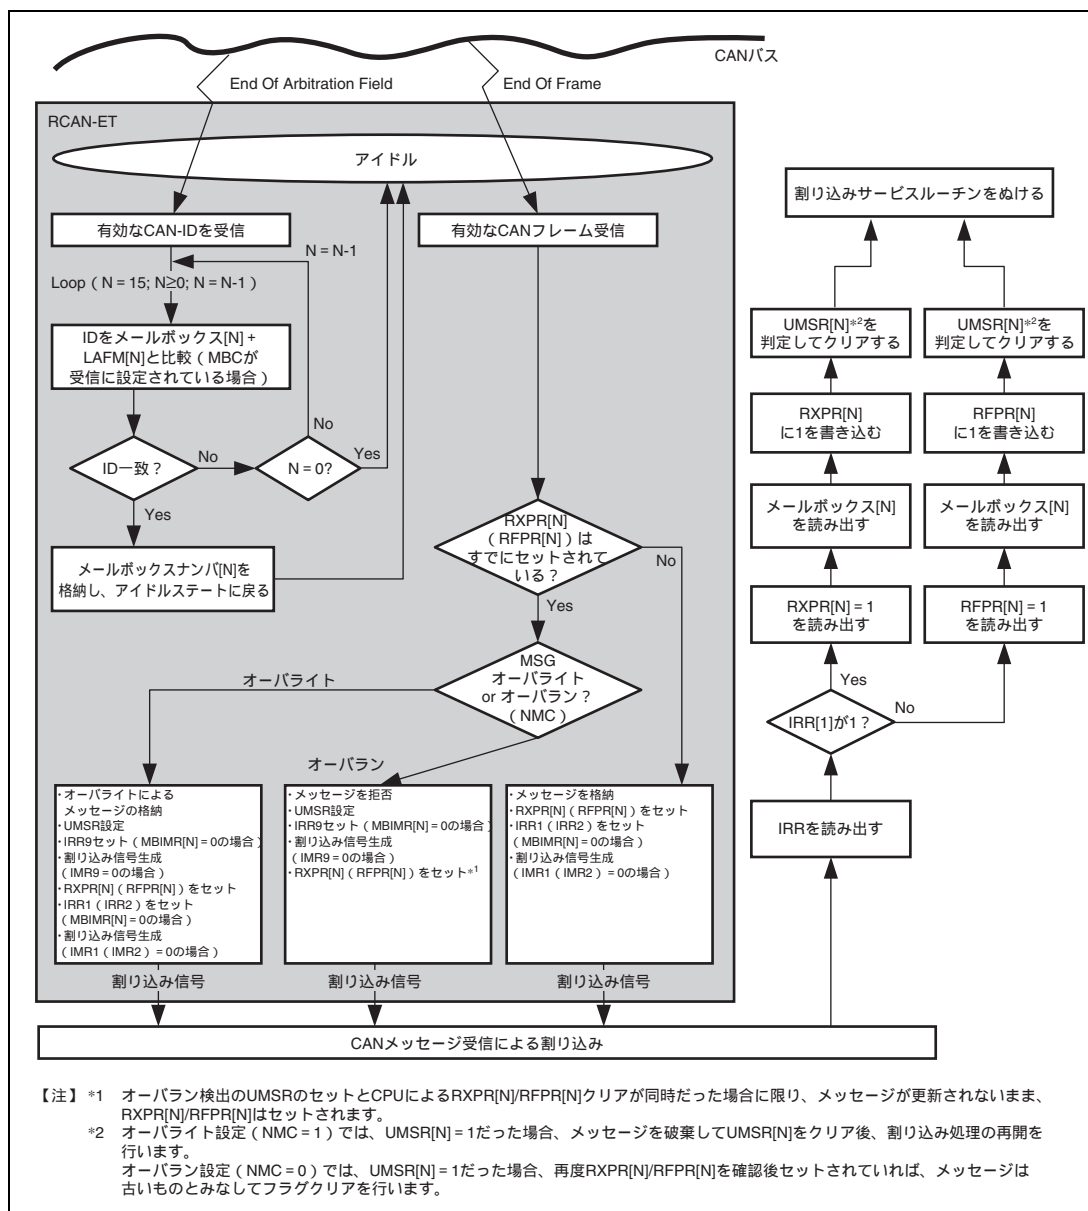 CANバス
End Of Arbitration Field
End Of Frame
RCAN-ET
アイドル
有効なCAN-IDを受信
有効なCANフレーム受信
N = N-1
Loop（N = 15; N≥0; N = N-1）
IDをメールボックス[N] +
LAFM[N]と比較（MBCが
受信に設定されている場合）
No
ID一致？
No
N = 0?
Yes
Yes
メールボックスナンバ[N]を
格納し、アイドルステートに戻る
RXPR[N]
（RFPR[N]）は
すでにセットされて
いる？
No
Yes
MSG
オーバライト
or オーバラン？
（NMC）
オーバライト
オーバラン
・オーバライトによる
メッセージの格納
・UMSR設定
・IRR9セット（MBIMR[N] = 0の場合）
・割り込み信号生成
（IMR9 = 0の場合）
・RXPR[N]（RFPR[N]）をセット
・IRR1（IRR2）をセット
（MBIMR[N] = 0の場合）
・割り込み信号生成
（IMR1（IMR2）= 0の場合）
・メッセージを拒否
・UMSR設定
・IRR9セット（MBIMR[N] = 0の場合）
・割り込み信号生成
（IMR9 = 0の場合）
・RXPR[N]（RFPR[N]）をセット*1
・メッセージを格納
・RXPR[N]（RFPR[N]）をセット
・IRR1（IRR2）をセット
（MBIMR[N] = 0の場合）
・割り込み信号生成
（IMR1（IMR2）= 0の場合）
割り込み信号
割り込み信号
割り込み信号
CANメッセージ受信による割り込み
割り込みサービスルーチンをぬける
UMSR[N]*2を
判定してクリアする
UMSR[N]*2を
判定してクリアする
RXPR[N]
に1を書き込む
RFPR[N]
に1を書き込む
メールボックス[N]
を読み出す
メールボックス[N]
を読み出す
RXPR[N] = 1
を読み出す
RFPR[N] = 1
を読み出す
Yes
IRR[1]が1？
No
IRRを読み出す
【注】 *1 オーバラン検出のUMSRのセットとCPUによるRXPR[N]/RFPR[N]クリアが同時だった場合に限り、メッセージが更新されないまま、
RXPR[N]/RFPR[N]はセットされます。
*2 オーバライト設定（NMC = 1）では、UMSR[N] = 1だった場合、メッセージを破棄してUMSR[N]をクリア後、割り込み処理の再開を
行います。
オーバラン設定（NMC = 0）では、UMSR[N] = 1だった場合、再度RXPR[N]/RFPR[N]を確認後セットされていれば、メッセージは
古いものとみなしてフラグクリアを行います。